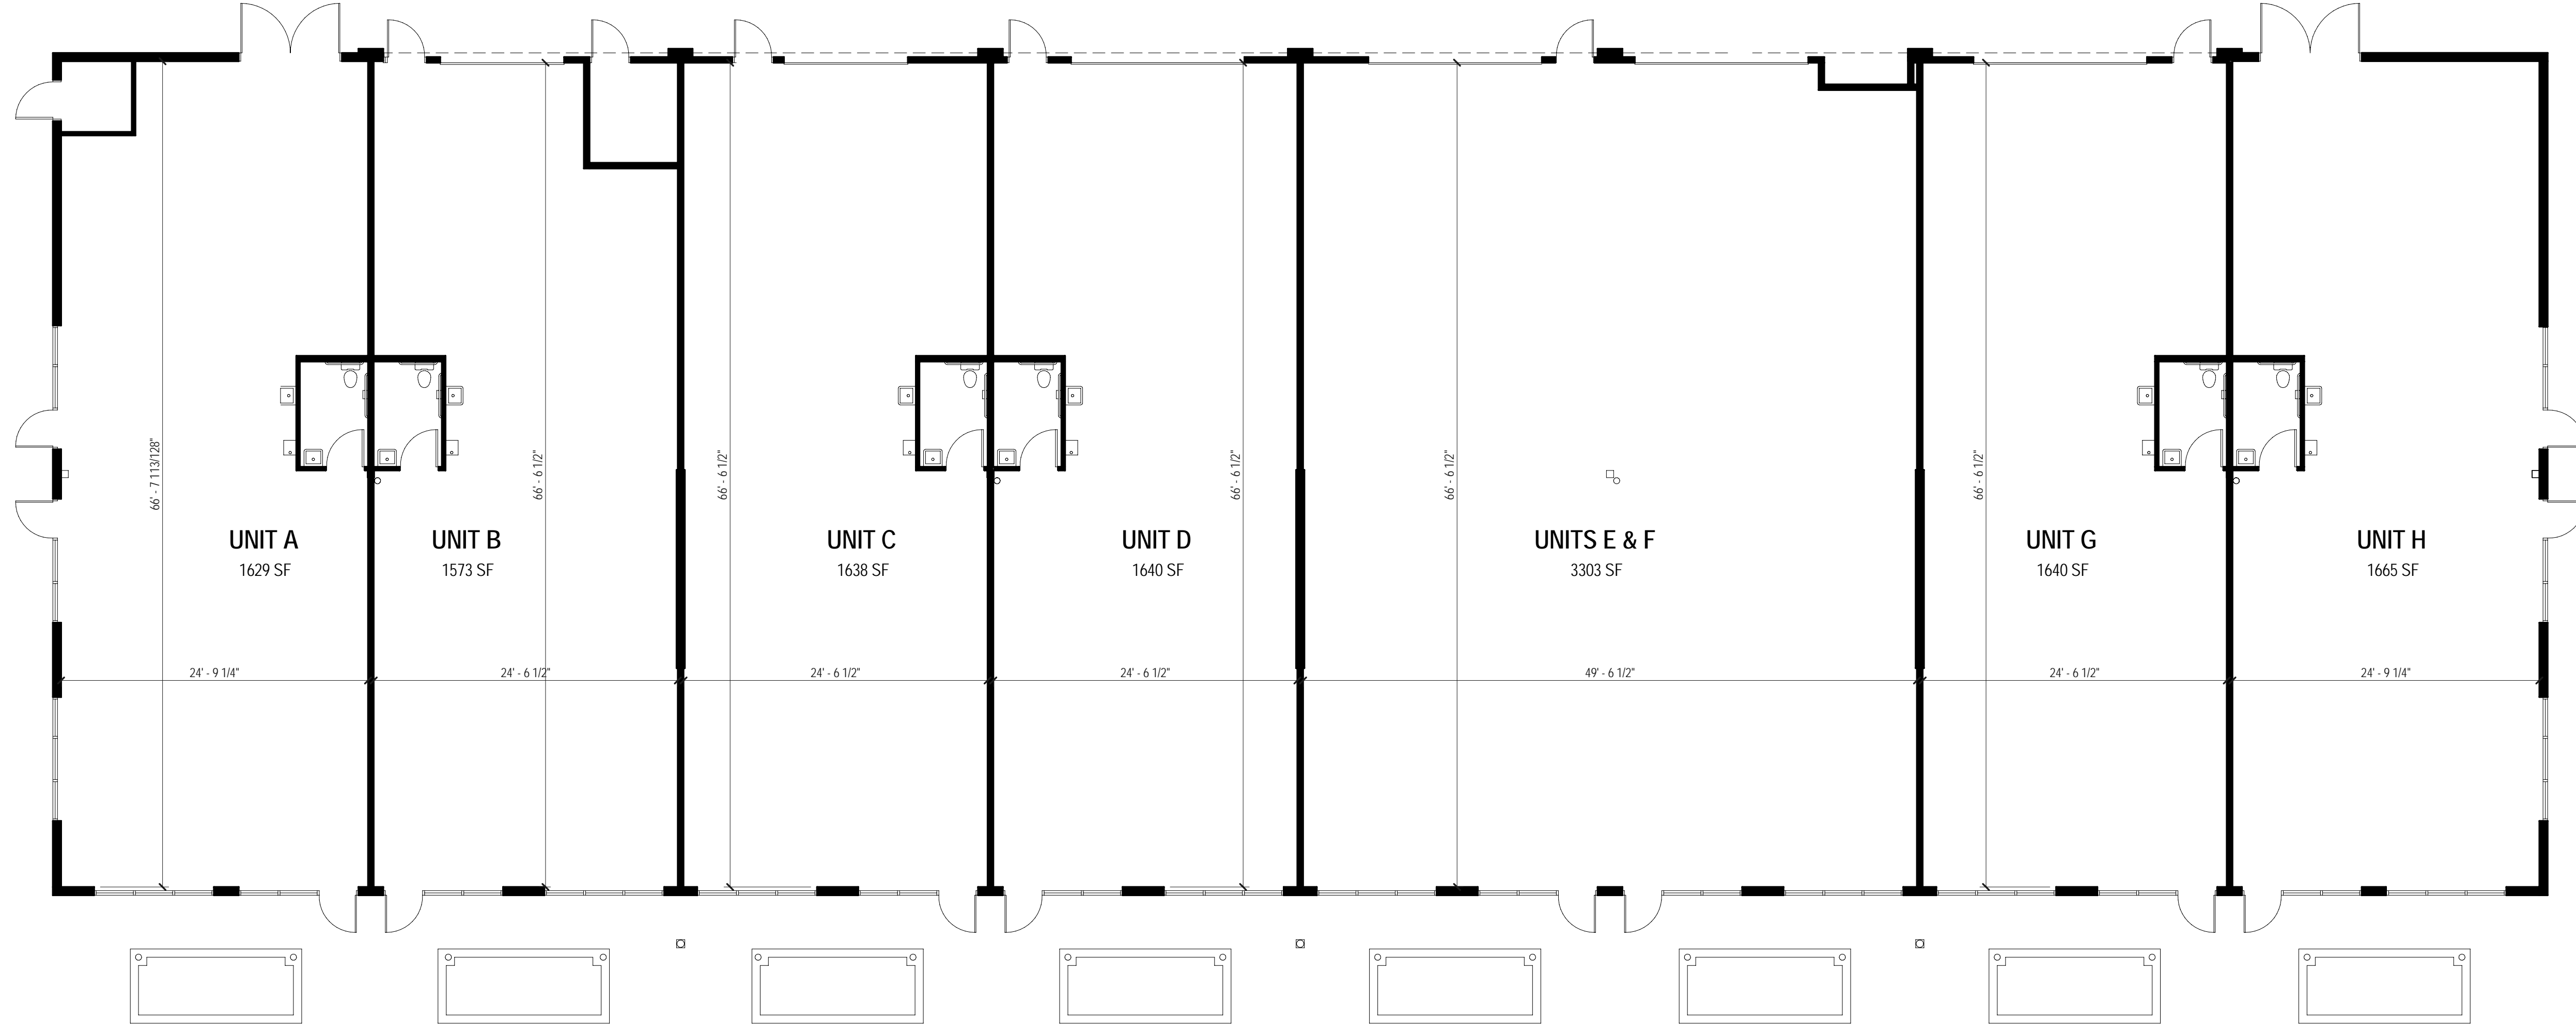 66' - 7 113/128"
66' - 6 1/2"
66' - 6 1/2"
66' - 6 1/2"
66' - 6 1/2"
66' - 6 1/2"
UNIT A
1629 SF
UNIT B
1573 SF
UNIT C
1638 SF
UNIT D
1640 SF
UNITS E & F
3303 SF
UNIT G
1640 SF
UNIT H
1665 SF
24' - 9 1/4"
24' - 6 1/2"
24' - 6 1/2"
24' - 6 1/2"
49' - 6 1/2"
24' - 6 1/2"
24' - 9 1/4"